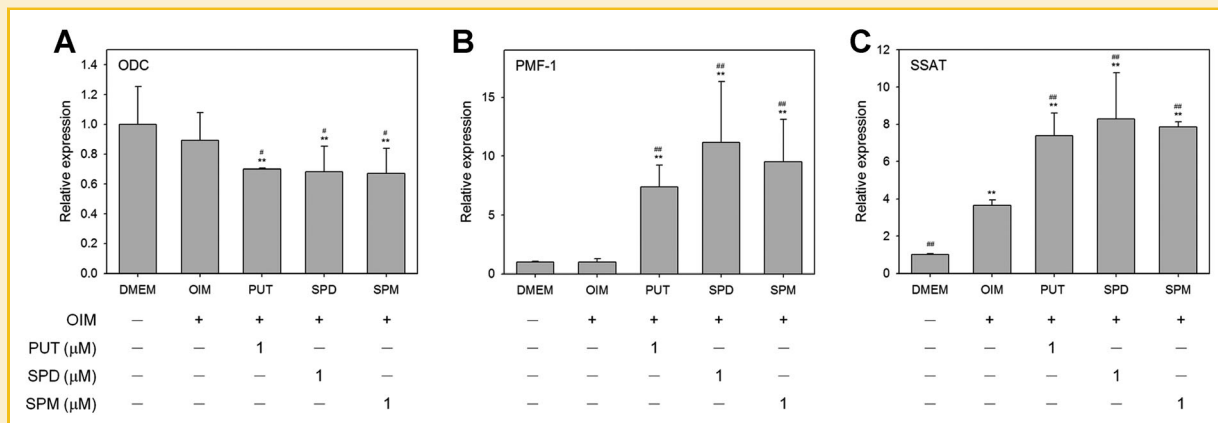 A
ODC
Relative expression
1.4
1.2
1.0
0.8
0.6
0.4
0.2
0.0
#
**
#
**
#
**
DMEM OIM PUT SPD SPM
B
PMF-1
Relative expression
15
10
5
0
##
**
##
**
##
**
DMEM OIM PUT SPD SPM
C
SSAT
Relative expression
12
10
8
6
4
2
0
##
**
##
**
##
**
##
**
DMEM OIM PUT SPD SPM
OIM — + + + + — + + + + — + + + +
PUT (μM) — — 1 — — — — 1 — — — — 1 — —
SPD (μM) — — — 1 — — — — 1 — — — — 1 —
SPM (μM) — — — — 1 — — — — 1 — — — — 1